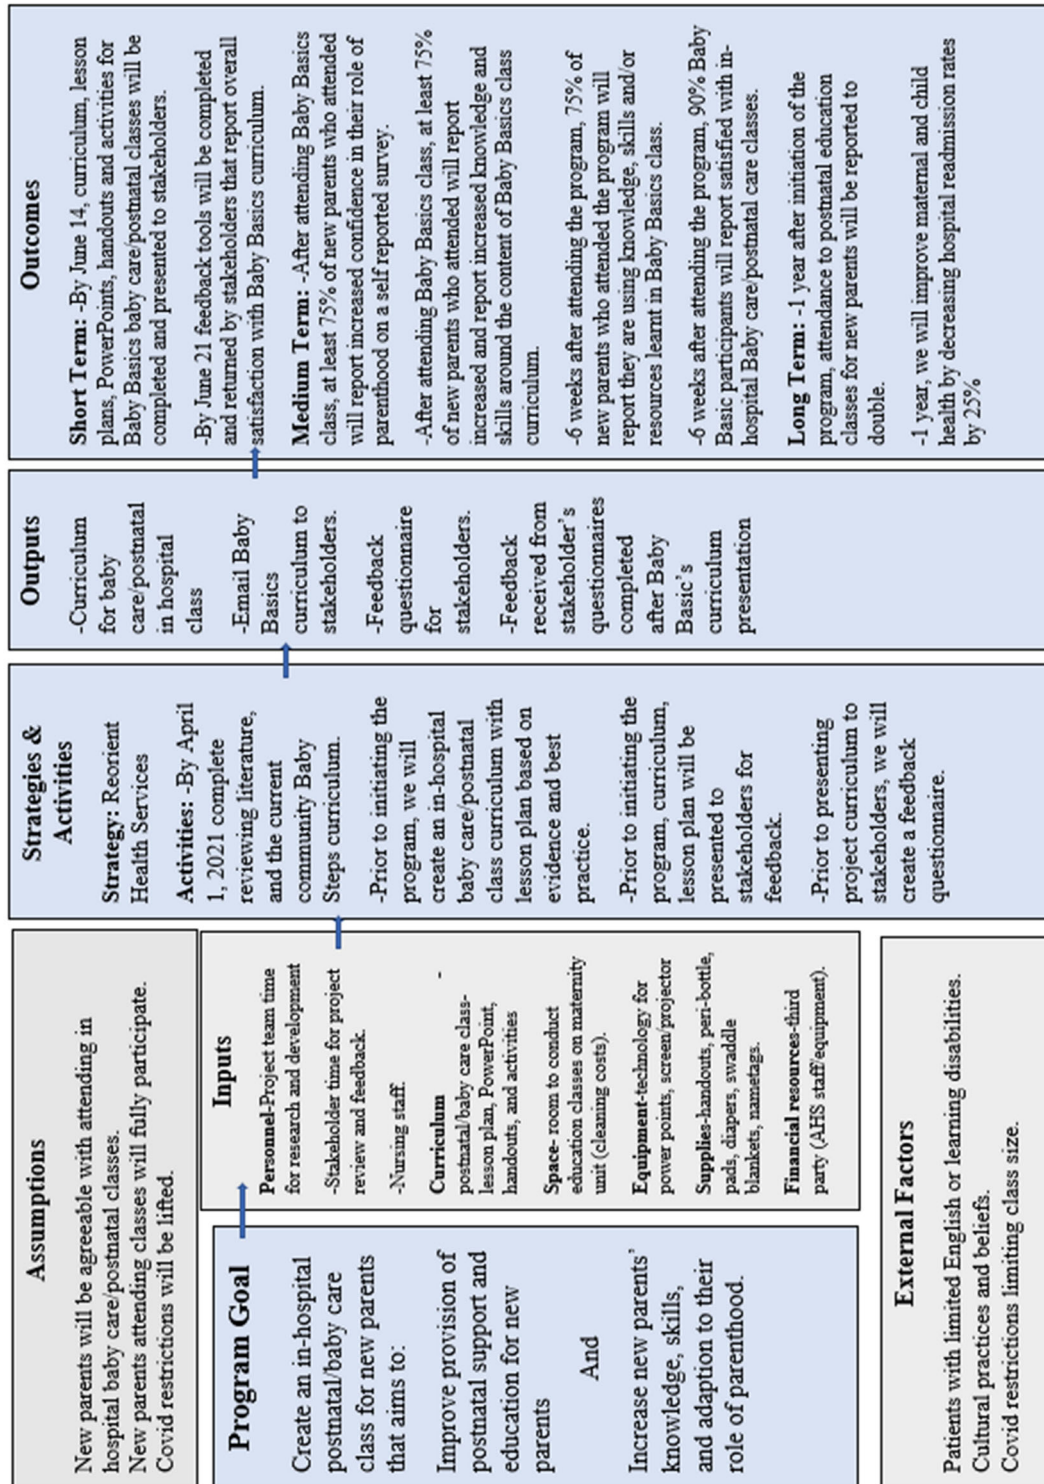 Assumptions
New parents will be agreeable with attending in
hospital baby care/postnatal classes.
New parents attending classes will fully participate.
Covid restrictions will be lifted.
Program Goal
Create an in-hospital
postnatal/baby care
class for new parents
that aims to:
Improve provision of
postnatal support and
education for new
parents
And
Increase new parents'
knowledge, skills,
and adaption to their
role of parenthood.
External Factors
Patients with limited English or learning disabilities.
Cultural practices and beliefs.
Covid restrictions limiting class size.
Inputs
Personnel-Project team time
for research and development
-Stakeholder time for project
review and feedback.
-Nursing staff.
Curriculum -
postnatal/baby care class-
lesson plan, PowerPoint,
handouts, and activities
Space- room to conduct
education classes on maternity
unit (cleaning costs).
Equipment-technology for
power points, screen/projector
Supplies-handouts, peri-bottle,
pads, diapers, swaddle
blankets, nametags.
Financial resources-third
party (AHS staff/equipment).
Strategies &
Activities
Strategy: Reorient
Health Services
Activities: -By April
1, 2021 complete
reviewing literature,
and the current
community Baby
Steps curriculum.
-Prior to initiating the
program, we will
create an in-hospital
baby care/postnatal
class curriculum with
lesson plan based on
evidence and best
practice.
-Prior to initiating the
program, curriculum,
lesson plan will be
presented to
stakeholders for
feedback.
-Prior to presenting
project curriculum to
stakeholders, we will
create a feedback
questionnaire.
Outputs
-Curriculum
for baby
care/postnatal
in hospital
class
-Email Baby
Basics
curriculum to
stakeholders.
-Feedback
questionnaire
for
stakeholders.
-Feedback
received from
stakeholder's
questionnaires
completed
after Baby
Basic's
curriculum
presentation
Outcomes
Short Term: -By June 14, curriculum, lesson
plans, PowerPoints, handouts and activities for
Baby Basics baby care/postnatal classes will be
completed and presented to stakeholders.
-By June 21 feedback tools will be completed
and returned by stakeholders that report overall
satisfaction with Baby Basics curriculum.
Medium Term: -After attending Baby Basics
class, at least 75% of new parents who attended
will report increased confidence in their role of
parenthood on a self reported survey.
-After attending Baby Basics class, at least 75%
of new parents who attended will report
increased and report increased knowledge and
skills around the content of Baby Basics class
curriculum.
-6 weeks after attending the program, 75% of
new parents who attended the program will
report they are using knowledge, skills and/or
resources learnt in Baby Basics class.
-6 weeks after attending the program, 90% Baby
Basic participants will report satisfied with in-
hospital Baby care/postnatal care classes.
Long Term: -1 year after initiation of the
program, attendance to postnatal education
classes for new parents will be reported to
double.
-1 year, we will improve maternal and child
health by decreasing hospital readmission rates
by 25%